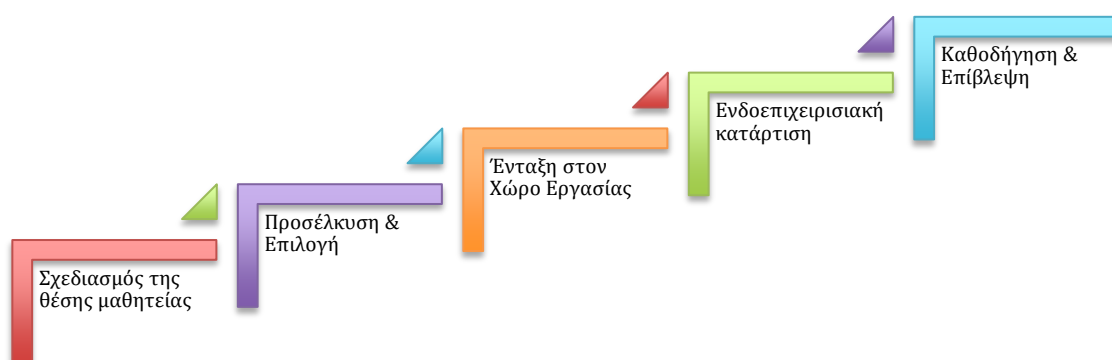 Σχεδιασμός της
θέσης μαθητείας
Προσέλκυση &
Επιλογή
Ένταξη στον
Χώρο Εργασίας
Ενδοεπιχειρισιακή
κατάρτιση
Καθοδήγηση &
Επίβλεψη